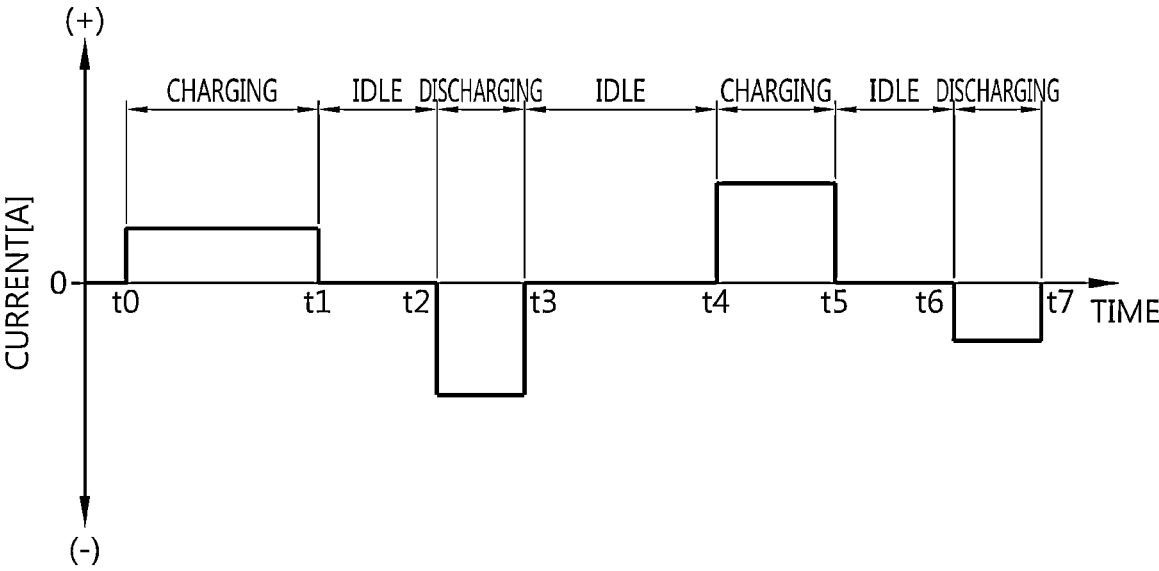 (+)
CHARGING IDLE DISCHARGING IDLE CHARGING IDLE DISCHARGING
CURRENT[A]
0
t0 t1 t2 t3 t4 t5 t6 t7
TIME
(-)